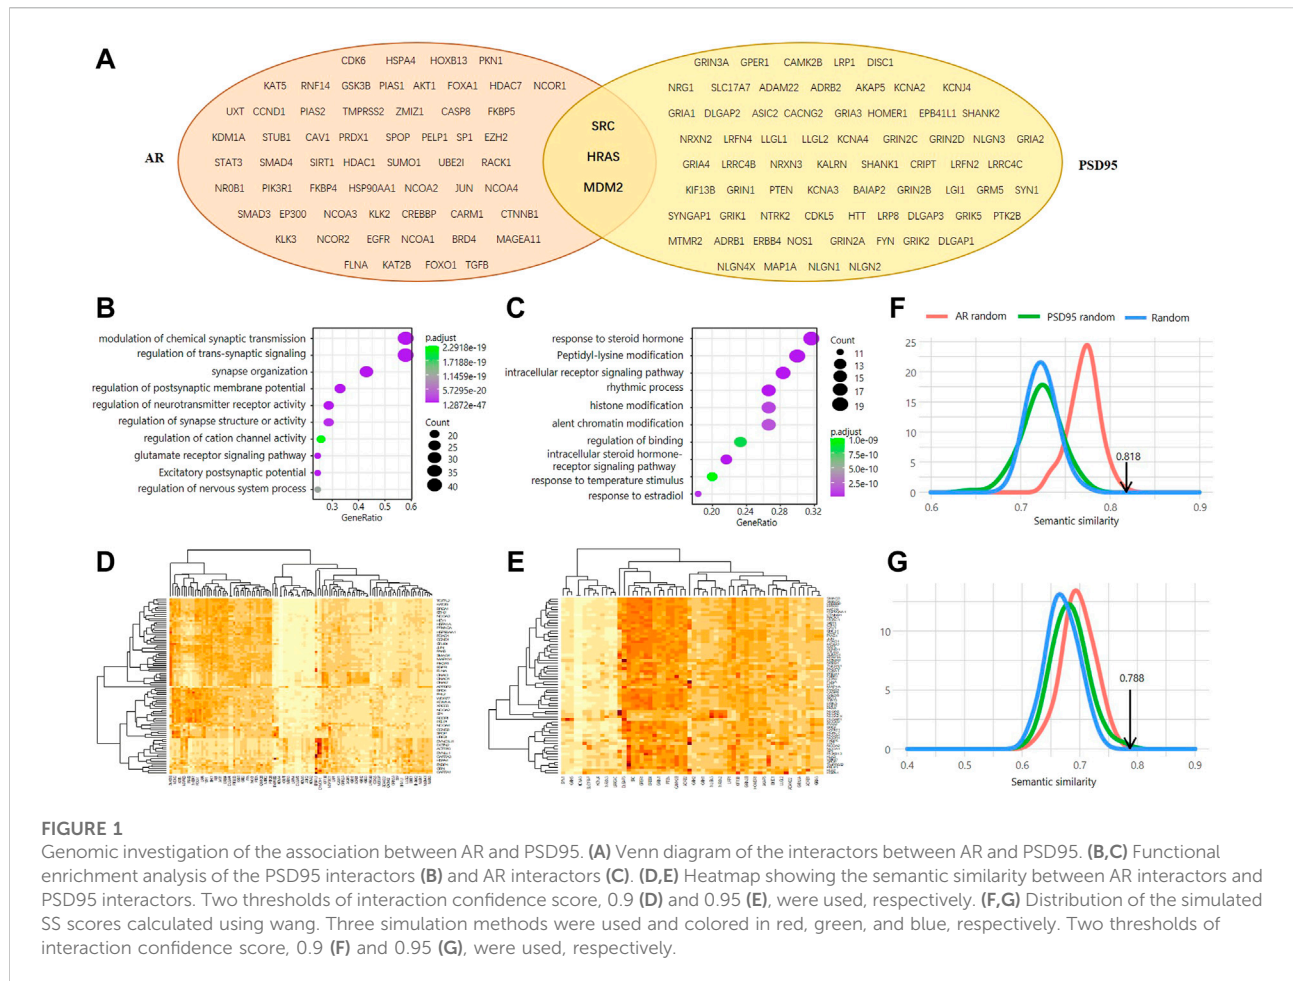 A
AR
CDK6 HSPA4 HOXB13 PKN1
KAT5 RNF14 GSK3B PIAS1 AKT1 FOXA1 HDAC7 NCOR1
UXT CCND1 PIAS2 TMPRSS2 ZMIZ1 CASP8 FKBP5
KDM1A STUB1 CAV1 PRDX1 SPOP PELP1 SP1 EZH2
STAT3 SMAD4 SIRT1 HDAC1 SUMO1 UBE2I RACK1
NR0B1 PIK3R1 FKBP4 HSP90AA1 NCOA2 JUN NCOA4
SMAD3 EP300 NCOA3 KLK2 CREBBP CARM1 CTNNB1
KLK3 NCOR2 EGFR NCOA1 BRD4 MAGEA11
FLNA KAT2B FOXO1 TGFB
SRC
HRAS
MDM2
GRIN3A GPER1 CAMK2B LRP1 DISC1
NRG1 SLC17A7 ADAM22 ADRB2 AKAP5 KCNA2 KCNJ4
GRIA1 DLGAP2 ASIC2 CACNG2 GRIA3 HOMER1 EPB41L1 SHANK2
NRXN2 LRFN4 LLGL1 LLGL2 KCNA4 GRIN2C GRIN2D NLGN3 GRIA2
GRIA4 LRRC4B NRXN3 KALRN SHANK1 CRIPT LRFN2 LRRC4C
KIF13B GRIN1 PTEN KCNA3 BAIAP2 GRIN2B LGI1 GRM5 SYN1
SYNGAP1 GRIK1 NTRK2 CDKL5 HTT LRP8 DLGAP3 GRIK5 PTK2B
MTMR2 ADRB1 ERBB4 NOS1 GRIN2A FYN GRIK2 DLGAP1
NLGN4X MAP1A NLGN1 NLGN2
PSD95
B
modulation of chemical synaptic transmission
regulation of trans-synaptic signaling
synapse organization
regulation of postsynaptic membrane potential
regulation of neurotransmitter receptor activity
regulation of synapse structure or activity
regulation of cation channel activity
glutamate receptor signaling pathway
Excitatory postsynaptic potential
regulation of nervous system process
0.3 0.4 0.5 0.6
GeneRatio
p.adjust
2.2918e-19
1.7188e-19
1.1459e-19
5.7295e-20
1.2872e-47
Count
20
25
30
35
40
C
response to steroid hormone
Peptidyl-lysine modification
intracellular receptor signaling pathway
rhythmic process
histone modification
alent chromatin modification
regulation of binding
intracellular steroid hormone-
receptor signaling pathway
response to temperature stimulus
response to estradiol
0.20 0.24 0.28 0.32
GeneRatio
Count
11
13
15
17
19
p.adjust
1.0e-09
7.5e-10
5.0e-10
2.5e-10
F
AR random PSD95 random Random
25
20
15
10
5
0
0.818
0.6 0.7 0.8 0.9
Semantic similarity
D
E
G
10
5
0
0.788
0.4 0.5 0.6 0.7 0.8 0.9
Semantic similarity
FIGURE 1
Genomic investigation of the association between AR and PSD95. (A) Venn diagram of the interactors between AR and PSD95. (B,C) Functional
enrichment analysis of the PSD95 interactors (B) and AR interactors (C). (D,E) Heatmap showing the semantic similarity between AR interactors and
PSD95 interactors. Two thresholds of interaction confidence score, 0.9 (D) and 0.95 (E), were used, respectively. (F,G) Distribution of the simulated
SS scores calculated using wang. Three simulation methods were used and colored in red, green, and blue, respectively. Two thresholds of
interaction confidence score, 0.9 (F) and 0.95 (G), were used, respectively.